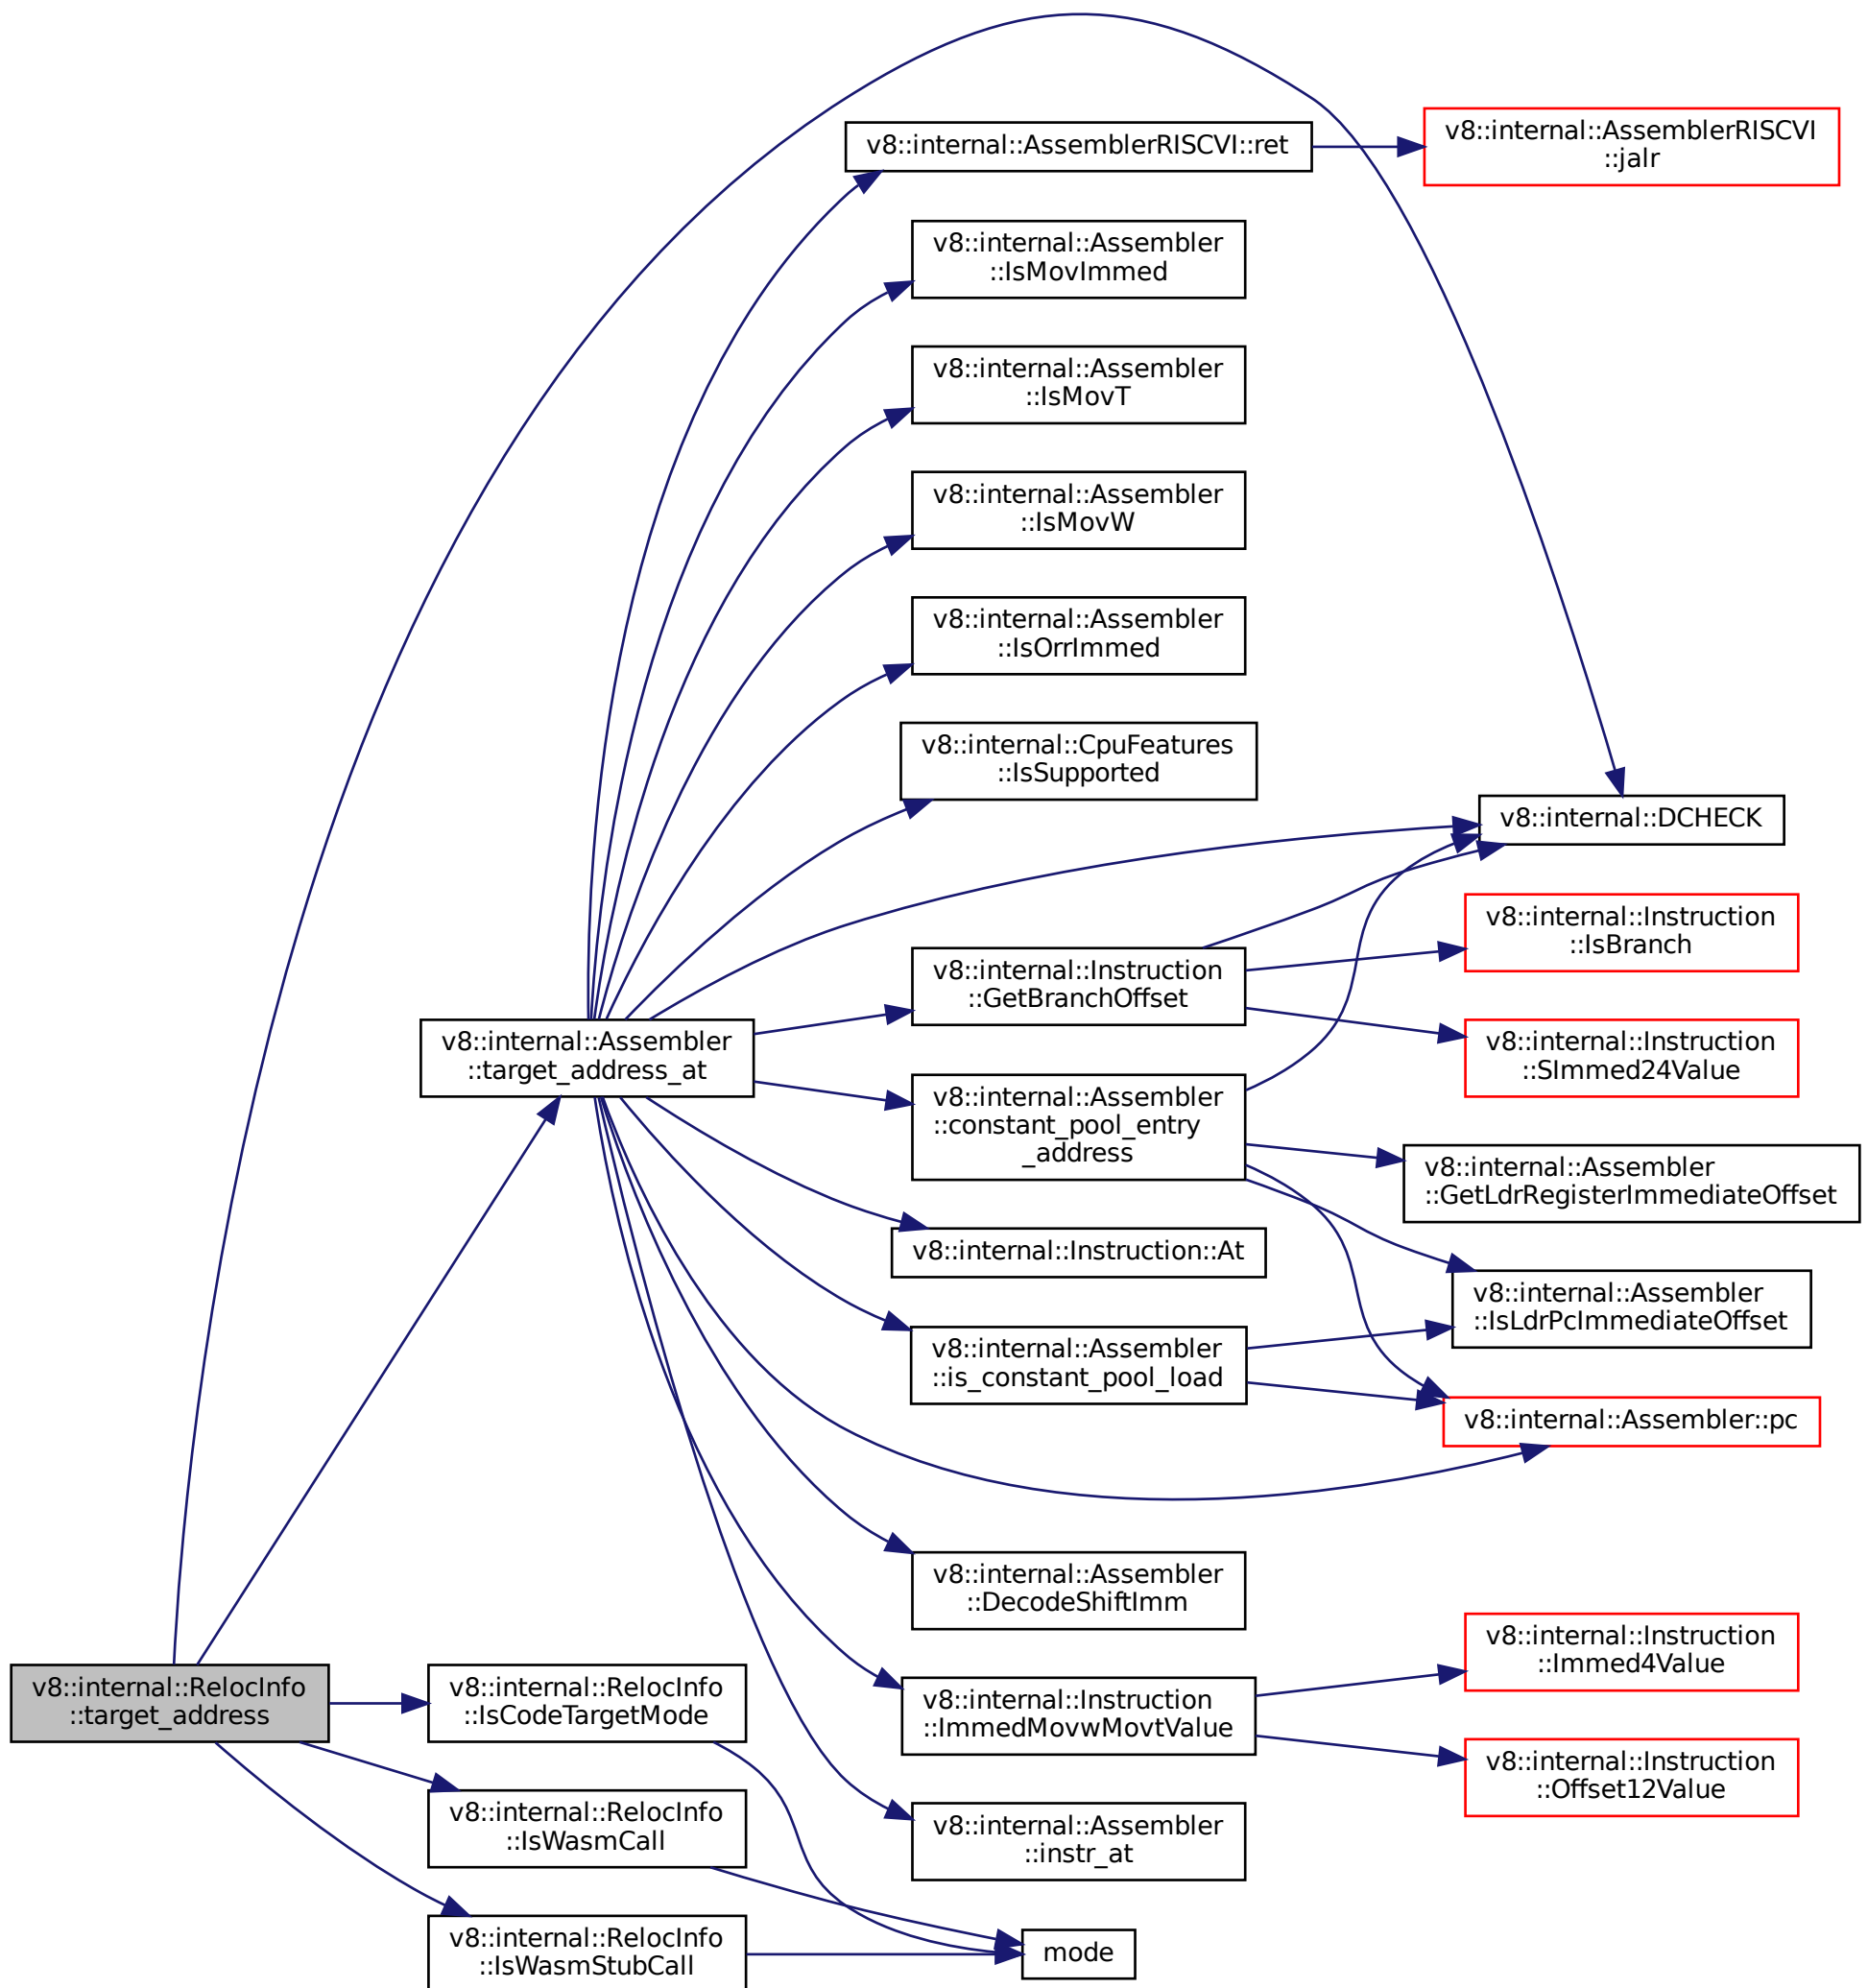 v8::internal::AssemblerRISCVI::ret
v8::internal::AssemblerRISCVI
::jalr
v8::internal::Assembler
::IsMovImmed
v8::internal::Assembler
::IsMovT
v8::internal::Assembler
::IsMovW
v8::internal::Assembler
::IsOrrImmed
v8::internal::CpuFeatures
::IsSupported
v8::internal::DCHECK
v8::internal::Instruction
::IsBranch
v8::internal::Instruction
::GetBranchOffset
v8::internal::Assembler
::target_address_at
v8::internal::Instruction
::SImmed24Value
v8::internal::Assembler
::constant_pool_entry
_address
v8::internal::Assembler
::GetLdrRegisterImmediateOffset
v8::internal::Instruction::At
v8::internal::Assembler
::IsLdrPcImmediateOffset
v8::internal::Assembler
::is_constant_pool_load
v8::internal::Assembler::pc
v8::internal::Assembler
::DecodeShiftImm
v8::internal::Instruction
::Immed4Value
v8::internal::RelocInfo
::target_address
v8::internal::RelocInfo
::IsCodeTargetMode
v8::internal::Instruction
::ImmedMovwMovtValue
v8::internal::Instruction
::Offset12Value
v8::internal::RelocInfo
::IsWasmCall
v8::internal::Assembler
::instr_at
v8::internal::RelocInfo
::IsWasmStubCall
mode